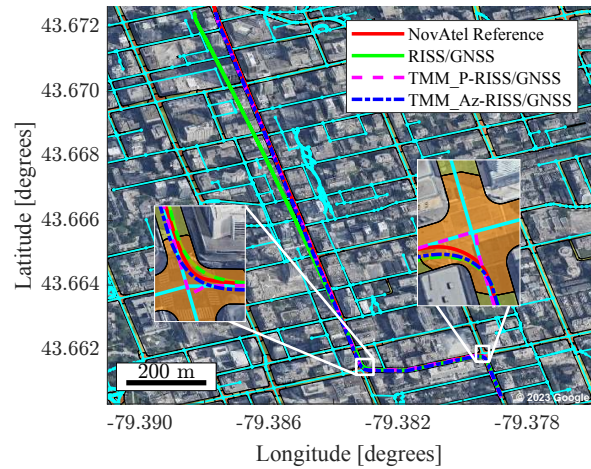 NovAtel Reference
RISS/GNSS
TMM_P-RISS/GNSS
TMM_Az-RISS/GNSS
43.672
43.670
43.668
43.666
43.664
43.662
Latitude [degrees]
200 m
© 2023 Google
-79.390
-79.386
-79.382
-79.378
Longitude [degrees]